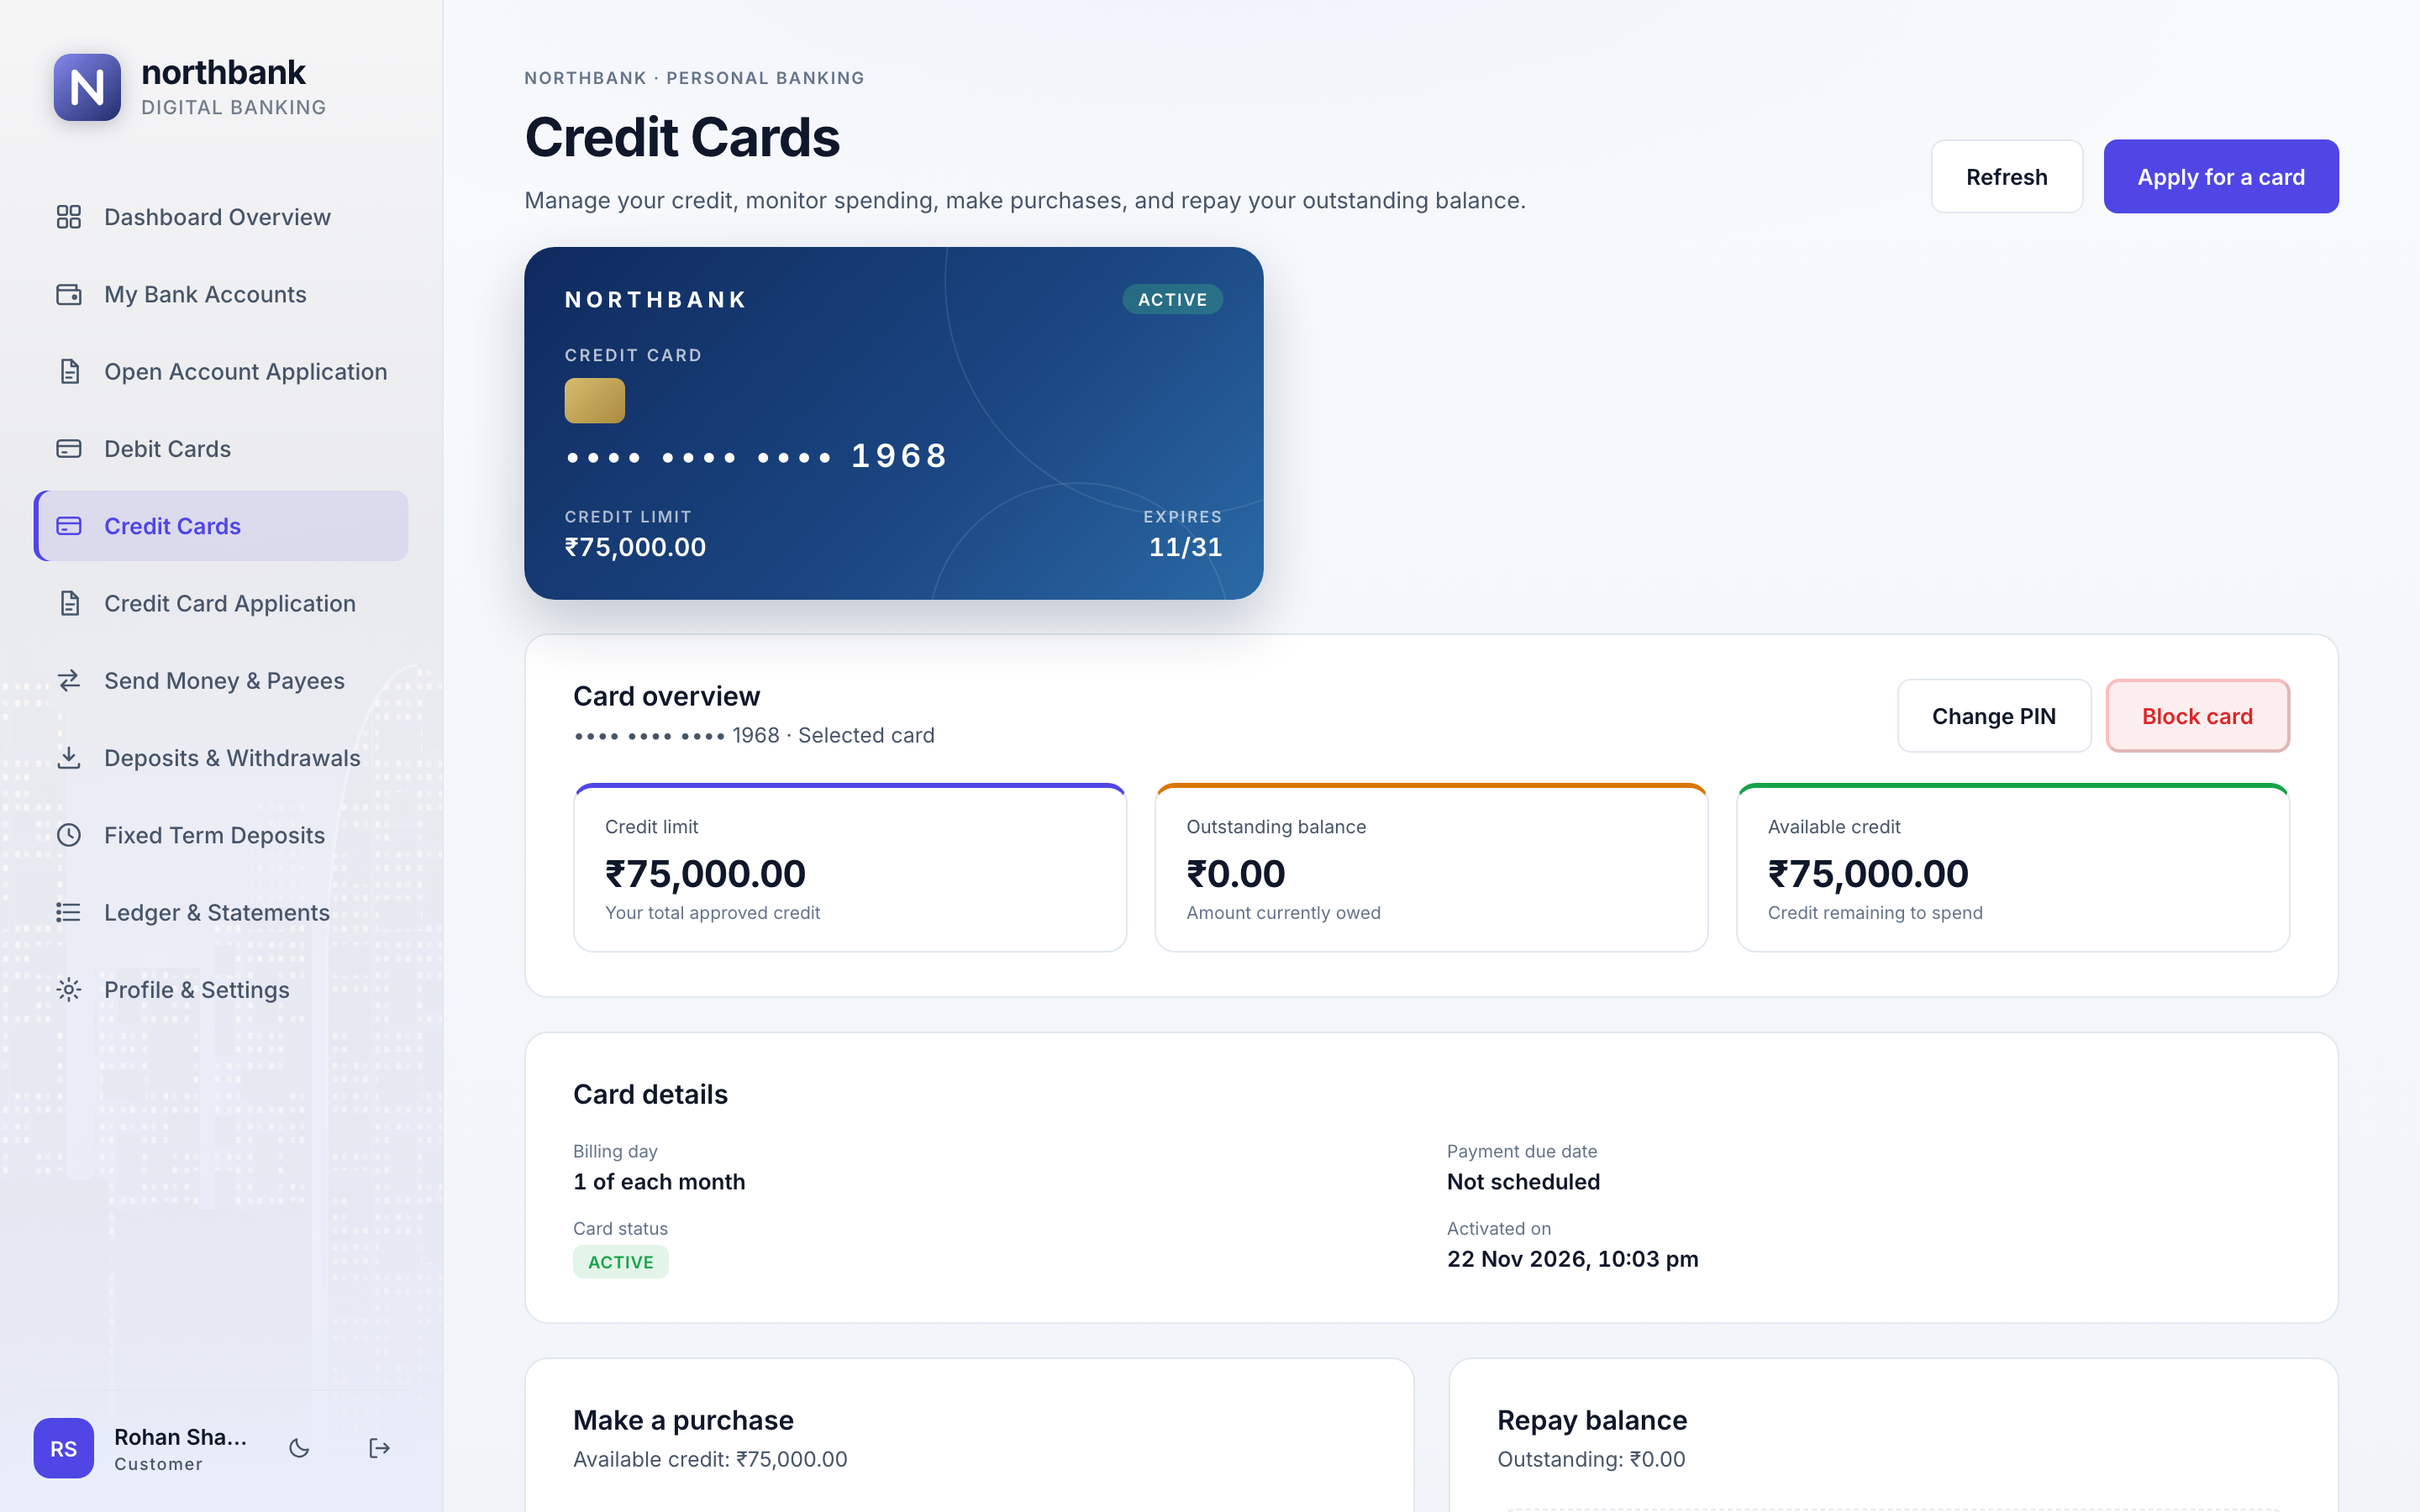 northbank
DIGITAL BANKING
Dashboard Overview
My Bank Accounts
Open Account Application
Debit Cards
Credit Cards
Credit Card Application
Send Money & Payees
Deposits & Withdrawals
Fixed Term Deposits
Ledger & Statements
Profile & Settings
RS
Rohan Sha...
Customer
NORTHBANK · PERSONAL BANKING
Credit Cards
Manage your credit, monitor spending, make purchases, and repay your outstanding balance.
Refresh
Apply for a card
NORTHBANK
ACTIVE
CREDIT CARD
•••• •••• •••• 1968
CREDIT LIMIT
₹75,000.00
EXPIRES
11/31
Card overview
•••• •••• •••• 1968 · Selected card
Change PIN
Block card
Credit limit
₹75,000.00
Your total approved credit
Outstanding balance
₹0.00
Amount currently owed
Available credit
₹75,000.00
Credit remaining to spend
Card details
Billing day
1 of each month
Payment due date
Not scheduled
Card status
ACTIVE
Activated on
22 Nov 2026, 10:03 pm
Make a purchase
Available credit: ₹75,000.00
Repay balance
Outstanding: ₹0.00